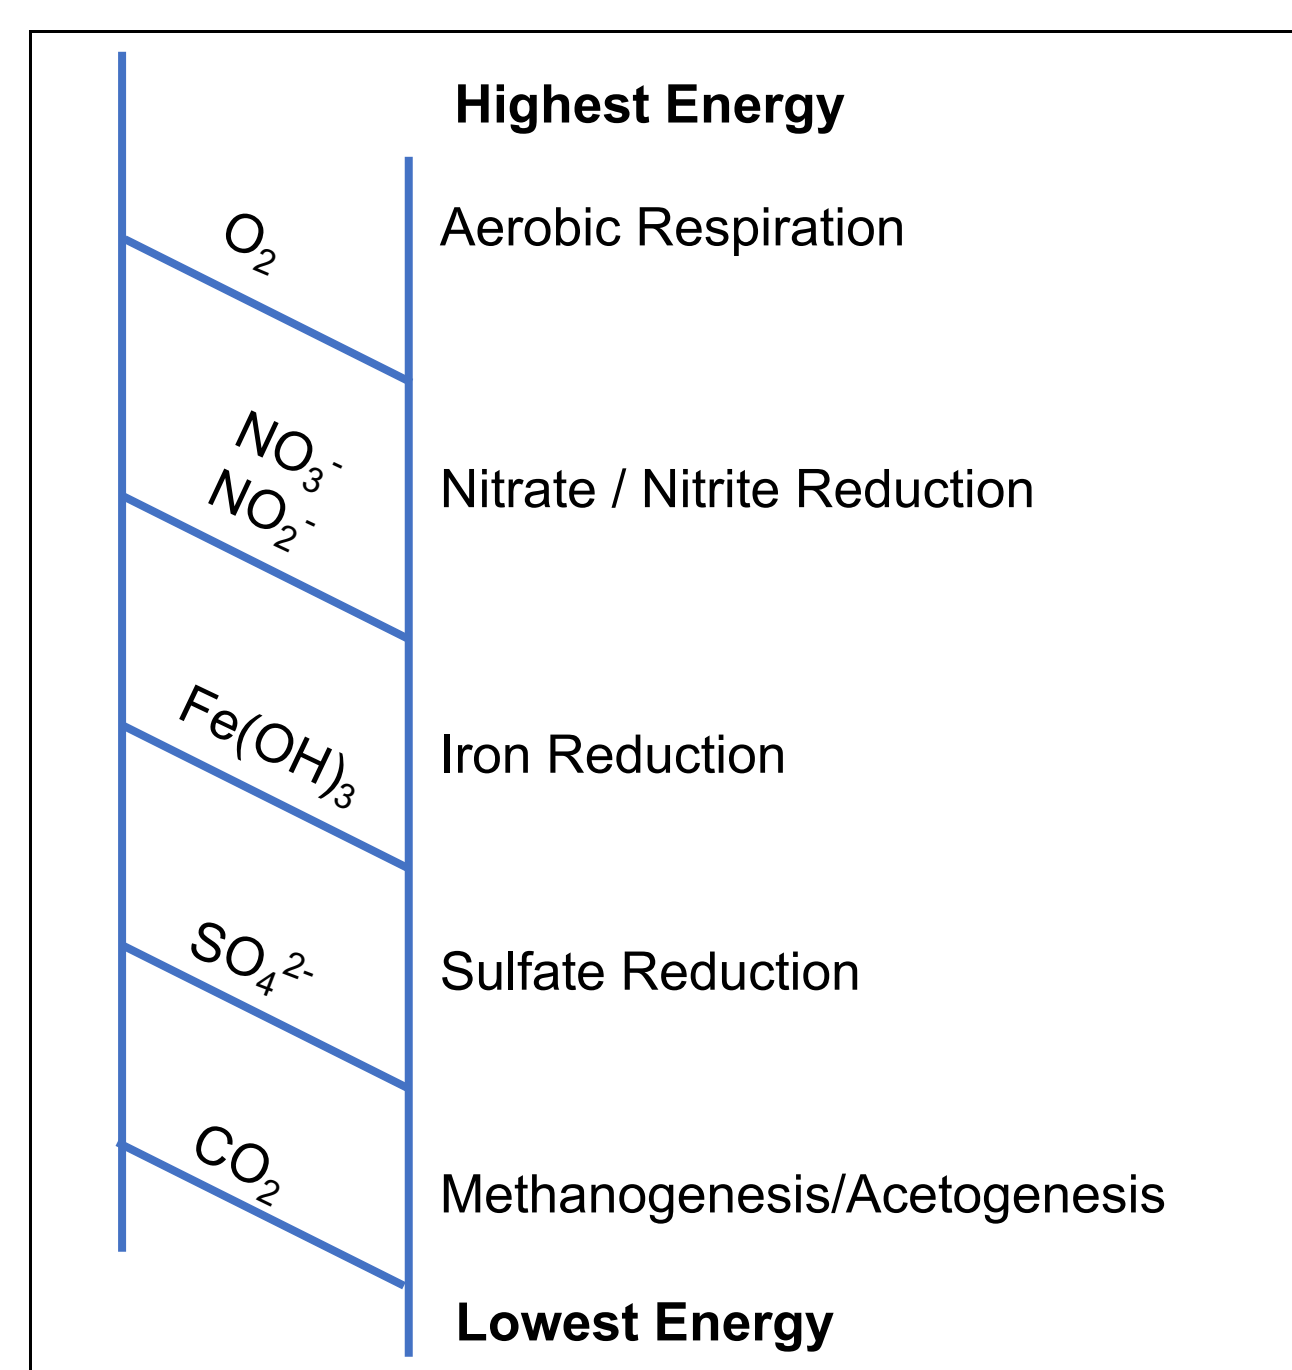 Highest Energy
O₂
Aerobic Respiration
NO₃⁻
NO₂⁻
Nitrate / Nitrite Reduction
Fe(OH)₃
Iron Reduction
SO₄²⁻
Sulfate Reduction
CO₂
Methanogenesis/Acetogenesis
Lowest Energy